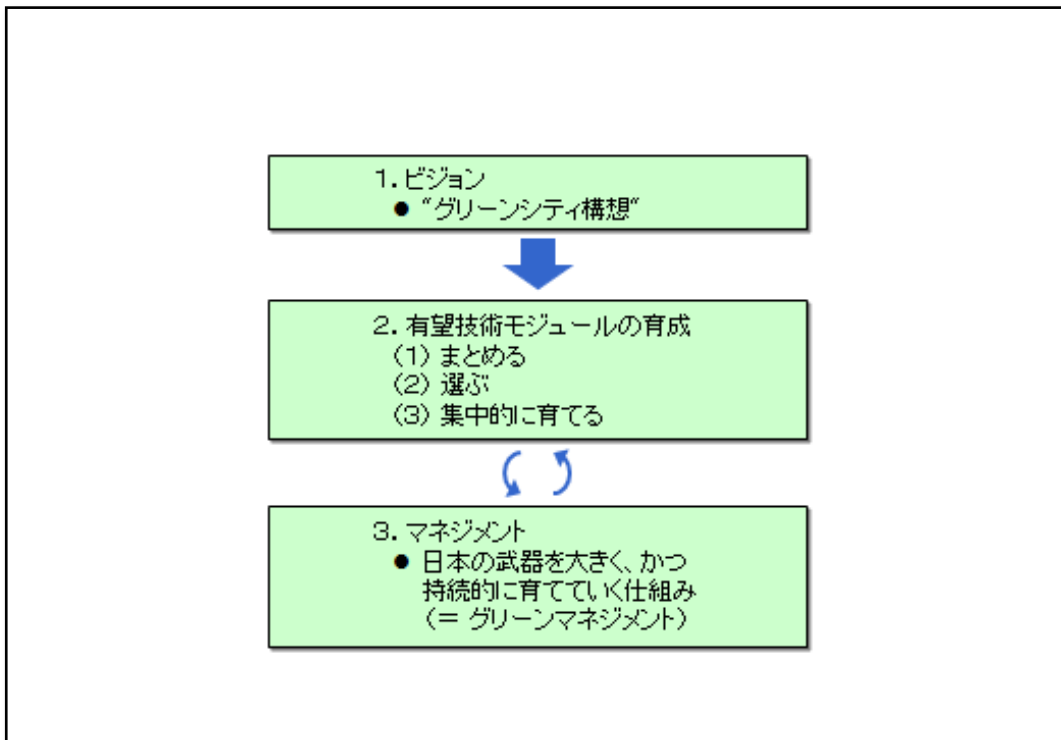 1. ビジョン
● “グリーンシティ構想“
2. 有望技術モジュールの育成
(1) まとめる
(2) 選ぶ
(3) 集中的に育てる
3. マネジメント
● 日本の武器を大きく、かつ
持続的に育てていく仕組み
(= グリーンマネジメント)